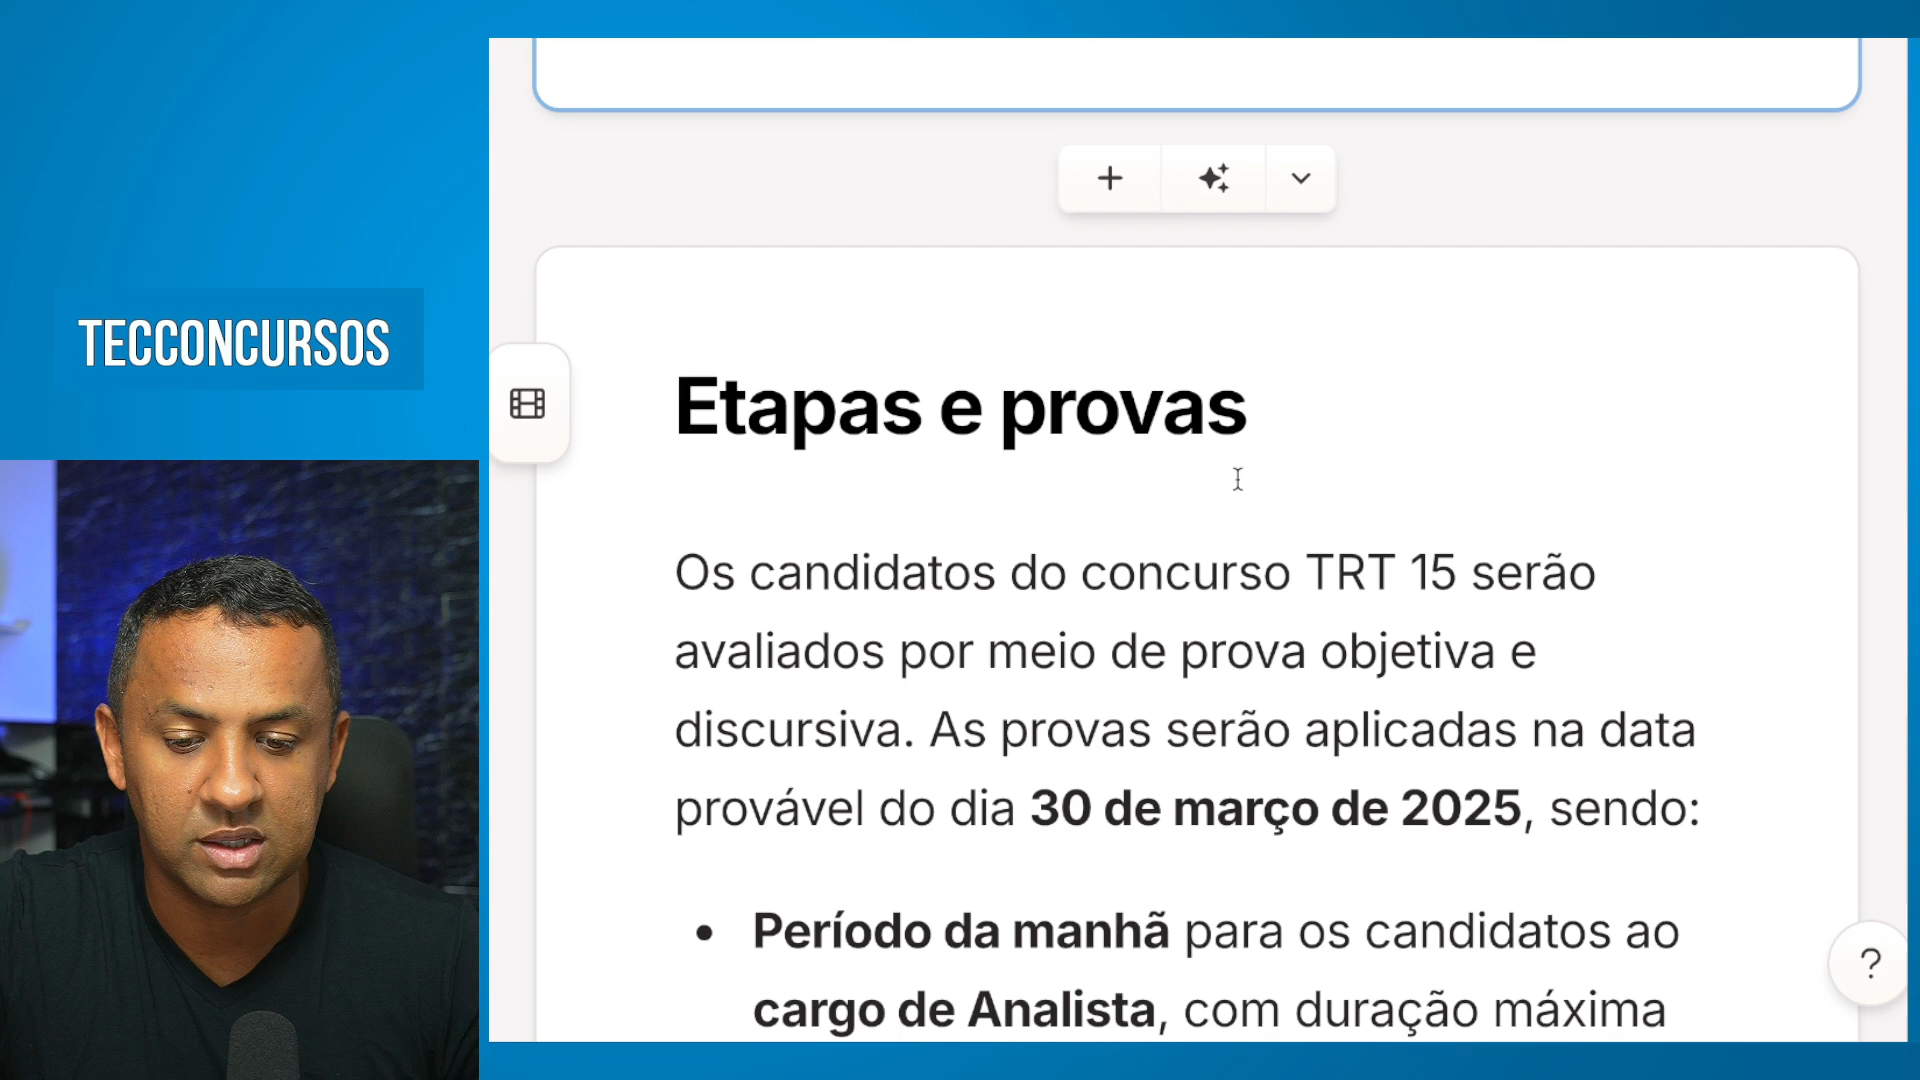 TECCONCURSOS
Etapas e provas
Os candidatos do concurso TRT 15 serão
avaliados por meio de prova objetiva e
discursiva. As provas serão aplicadas na data
provável do dia 30 de março de 2025, sendo:
• Período da manhã para os candidatos ao
cargo de Analista, com duração máxima
?